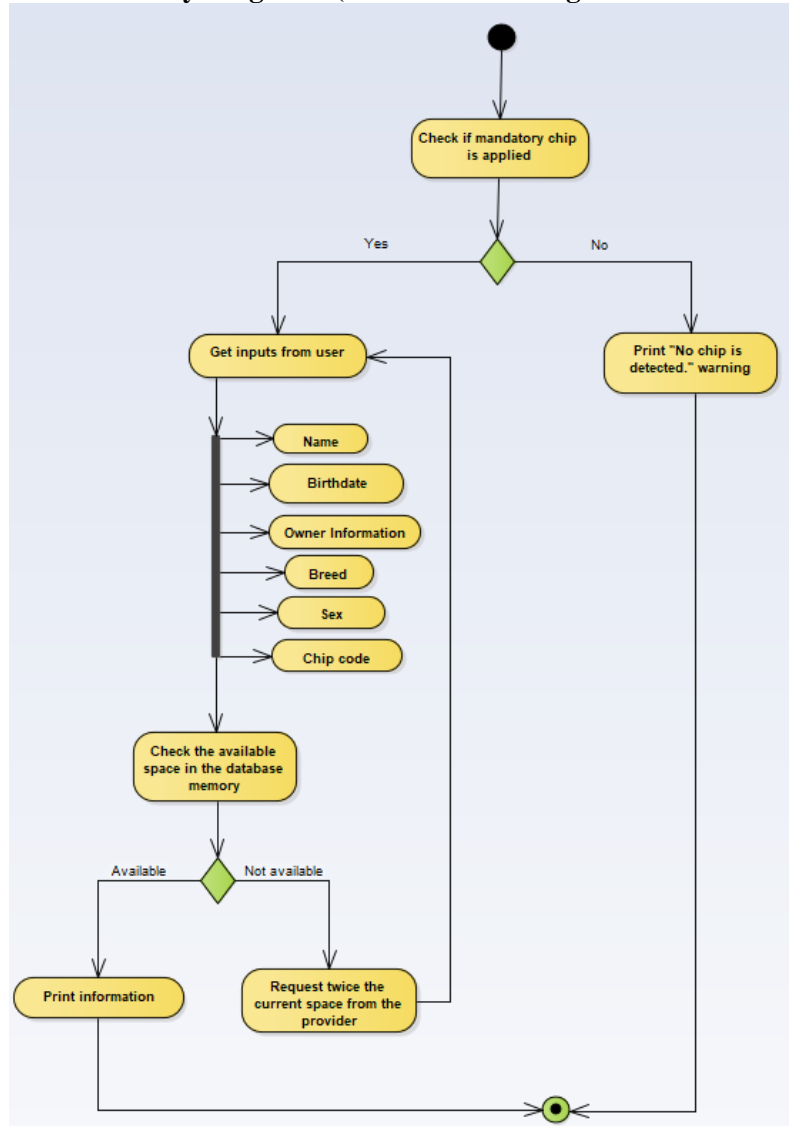 Check if mandatory chip
is applied
Yes
No
Get inputs from user
Print "No chip is
detected." warning
Name
Birthdate
Owner Information
Breed
Sex
Chip code
Check the available
space in the database
memory
Available
Not available
Print information
Request twice the
current space from the
provider